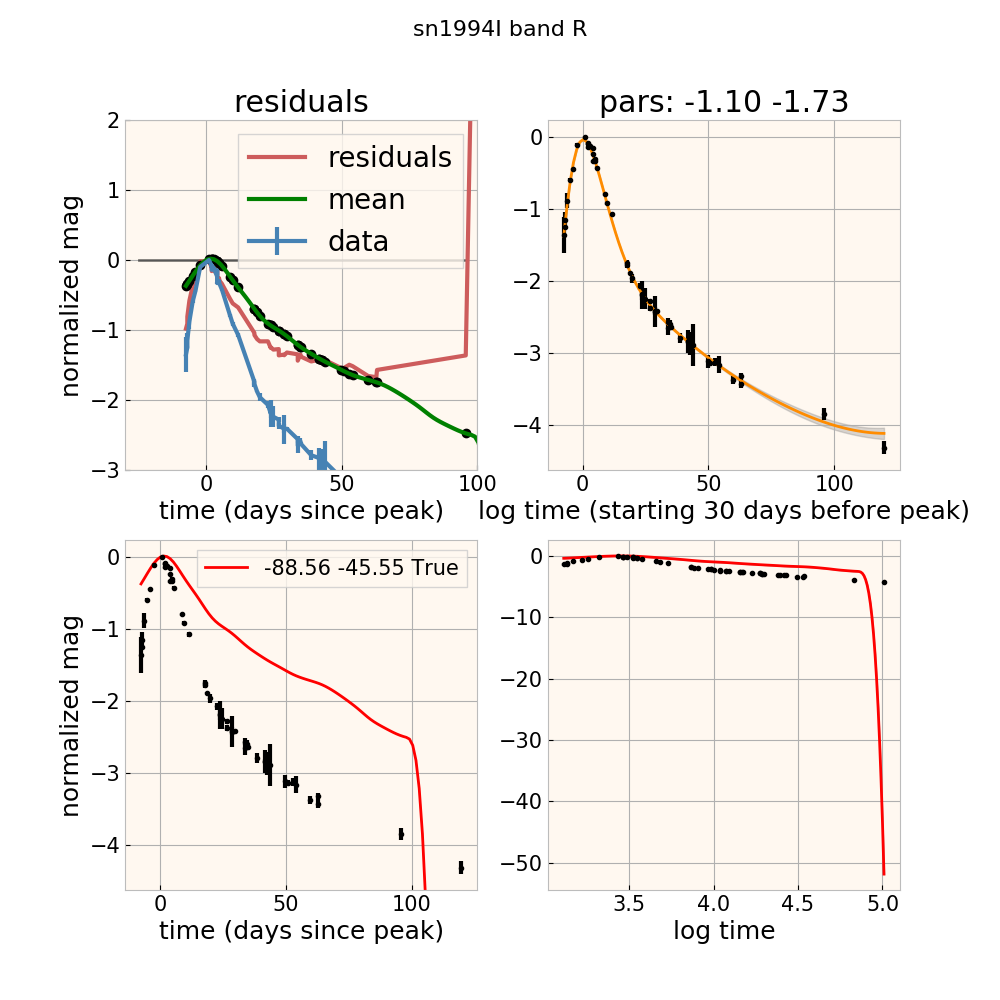 sn1994I band R
residuals
pars: -1.10 -1.73
normalized mag
2
1
0
−1
−2
−3
residuals
mean
data
0
50
100
time (days since peak)
0
−1
−2
−3
−4
0
50
100
log time (starting 30 days before peak)
normalized mag
0
−1
−2
−3
−4
-88.56 -45.55 True
0
50
100
time (days since peak)
0
−10
−20
−30
−40
−50
3.5
4.0
4.5
5.0
log time